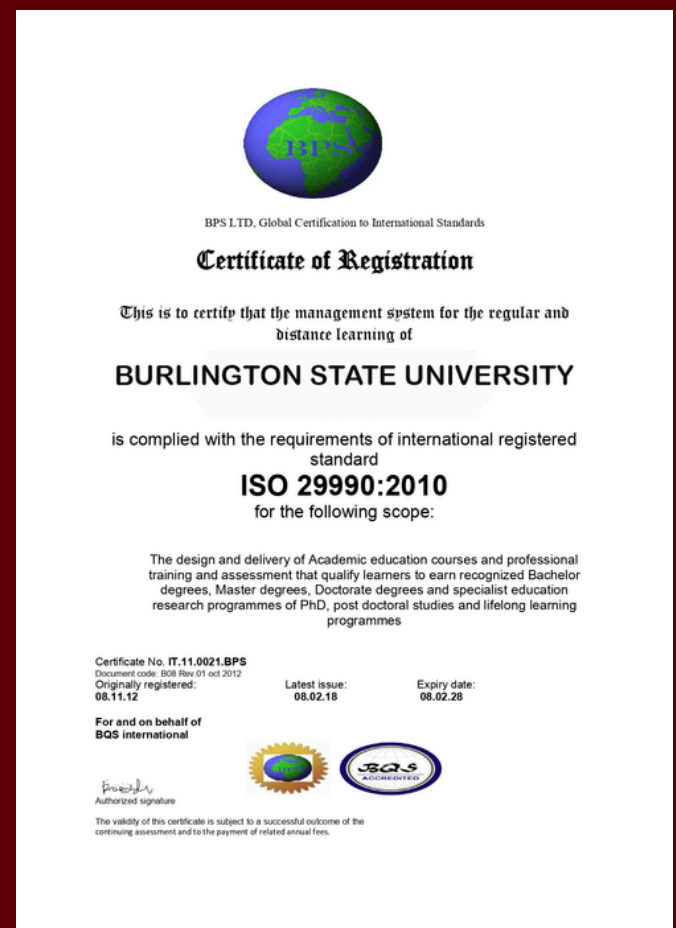 BPS
BPS LTD, Global Certification to International Standards
Certificate of Registration
This is to certify that the management system for the regular and
distance learning of
BURLINGTON STATE UNIVERSITY
is complied with the requirements of international registered
standard
ISO 29990:2010
for the following scope:
The design and delivery of Academic education courses and professional
training and assessment that qualify learners to earn recognized Bachelor
degrees, Master degrees, Doctorate degrees and specialist education
research programmes of PhD, post doctoral studies and lifelong learning
programmes
Certificate No. IT.11.0021.BPS
Document code: B08 Rev.01 oct 2012
Originally registered: Latest issue: Expiry date:
08.11.12 08.02.18 08.02.28
For and on behalf of
BQS international
BPS
BQS
ACCREDITED
Authorized signature
The validity of this certificate is subject to a successful outcome of the
continuing assessment and to the payment of related annual fees.